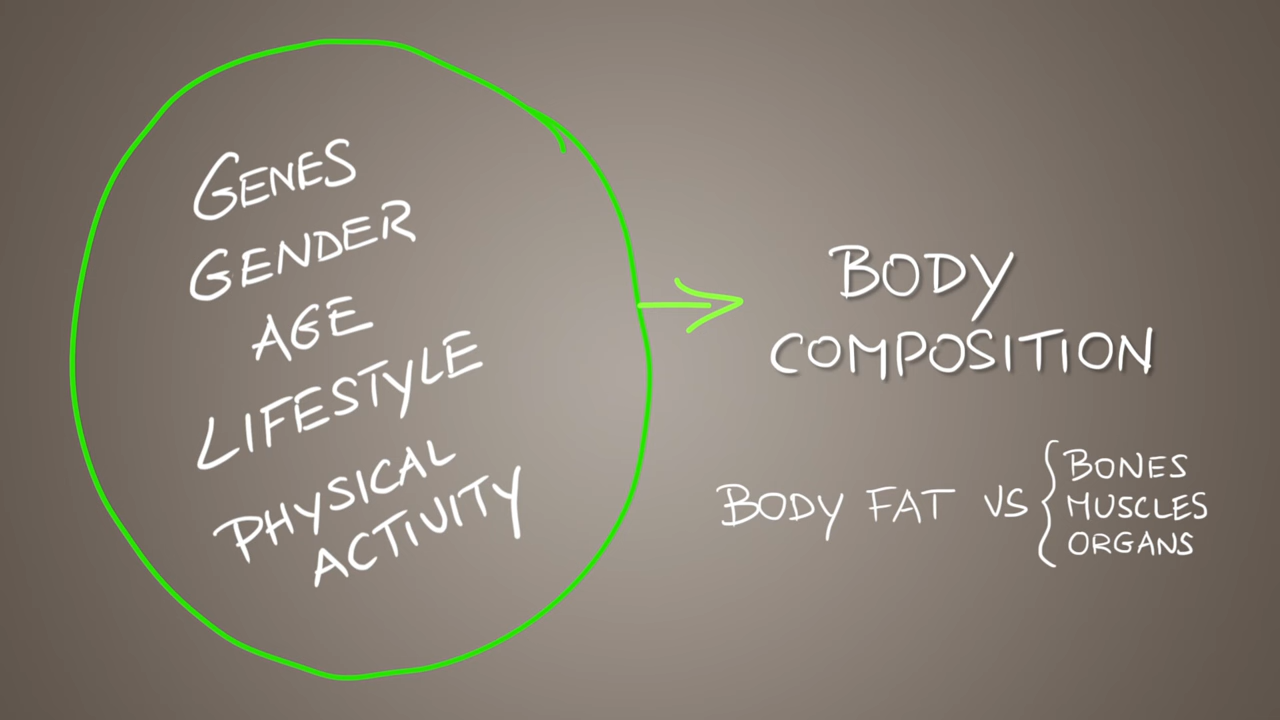 GENES
GENDER
AGE
LIFESTYLE
PHYSICAL
ACTIVITY
BODY
COMPOSITION
BODY FAT VS { BONES
MUSCLES
ORGANS